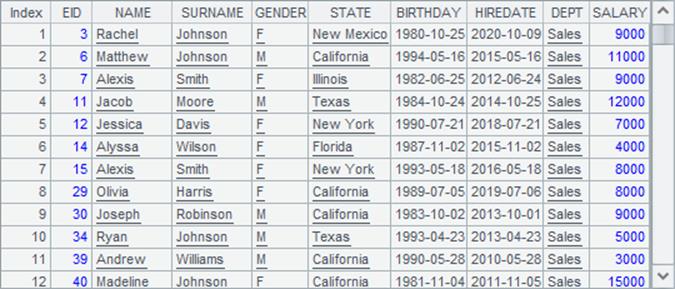 Index EID NAME SURNAME GENDER STATE BIRTHDAY HIREDATE DEPT SALARY
1 3 Rachel Johnson F New Mexico 1980-10-25 2020-10-09 Sales 9000
2 6 Matthew Johnson M California 1994-05-16 2015-05-16 Sales 11000
3 7 Alexis Smith F Illinois 1982-06-25 2012-06-24 Sales 9000
4 11 Jacob Moore M Texas 1984-10-24 2014-10-25 Sales 12000
5 12 Jessica Davis F New York 1990-07-21 2018-07-21 Sales 7000
6 14 Alyssa Wilson F Florida 1987-11-02 2015-11-02 Sales 4000
7 15 Alexis Smith F New York 1993-05-18 2016-05-18 Sales 8000
8 29 Olivia Harris F California 1989-07-05 2019-07-06 Sales 8000
9 30 Joseph Robinson M California 1983-10-02 2013-10-01 Sales 9000
10 34 Ryan Johnson M Texas 1993-04-23 2013-04-23 Sales 5000
11 39 Andrew Williams M California 1990-05-28 2010-05-28 Sales 3000
12 40 Madeline Johnson F California 1981-11-04 2011-11-05 Sales 15000